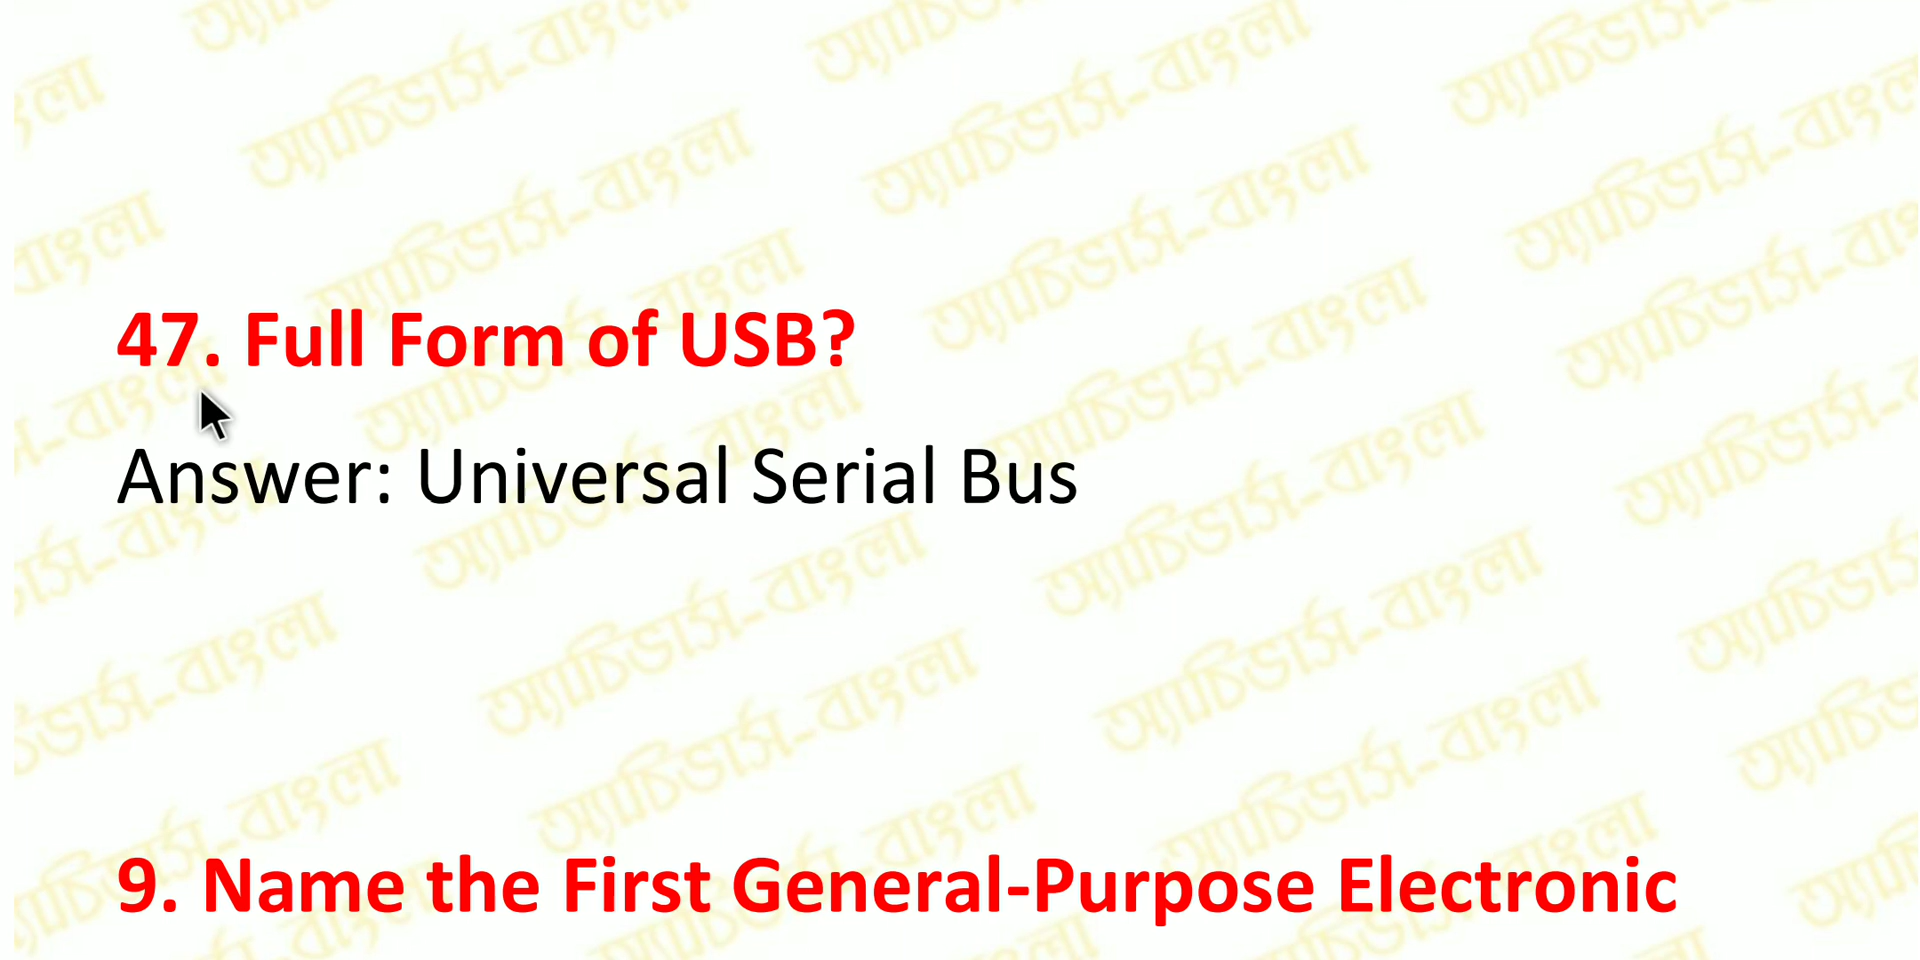 47. Full Form of USB?
Answer: Universal Serial Bus
9. Name the First General-Purpose Electronic